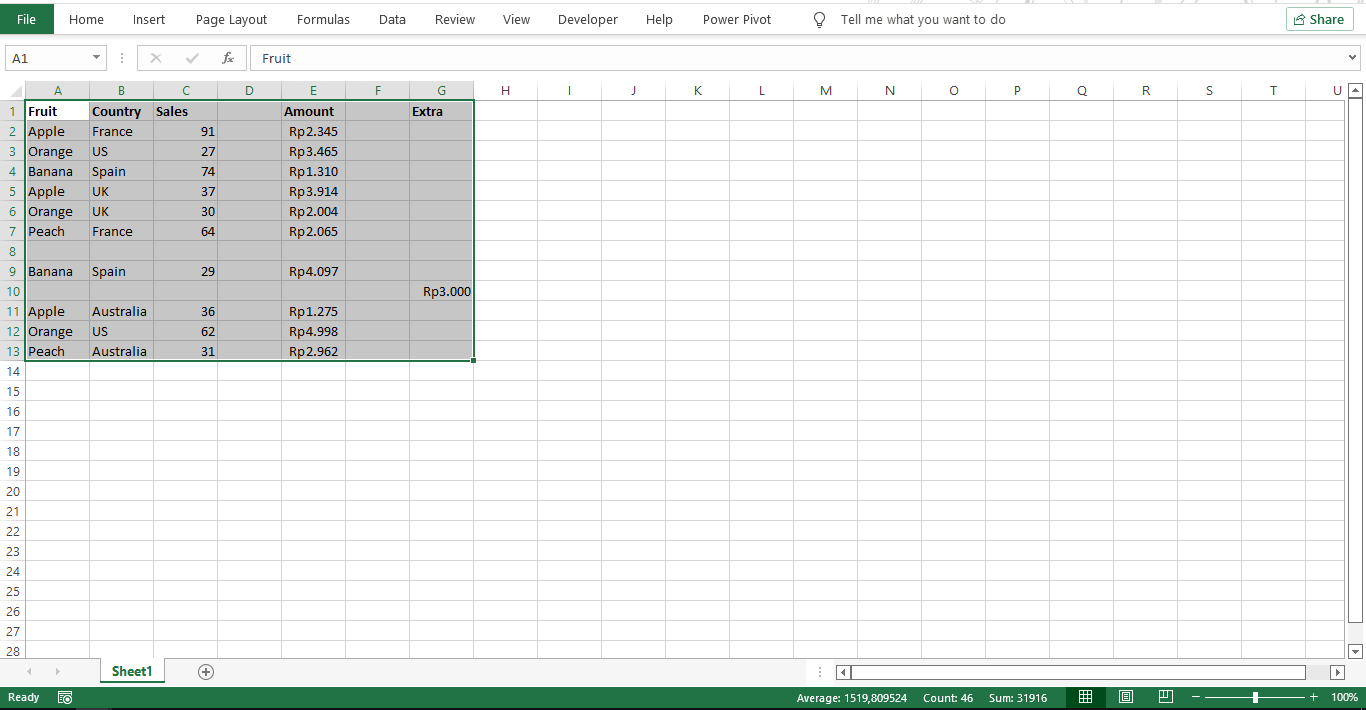 File Home Insert Page Layout Formulas Data Review View Developer Help Power Pivot Tell me what you want to do Share
A1 fx Fruit
A B C D E F G H I J K L M N O P Q R S T U
1 Fruit Country Sales Amount Extra
2 Apple France 91 Rp2.345
3 Orange US 27 Rp3.465
4 Banana Spain 74 Rp1.310
5 Apple UK 37 Rp3.914
6 Orange UK 30 Rp2.004
7 Peach France 64 Rp2.065
8
9 Banana Spain 29 Rp4.097
10 Rp3.000
11 Apple Australia 36 Rp1.275
12 Orange US 62 Rp4.998
13 Peach Australia 31 Rp2.962
14
15
16
17
18
19
20
21
22
23
24
25
26
27
28
Sheet1
Ready Average: 1519,809524 Count: 46 Sum: 31916 100%